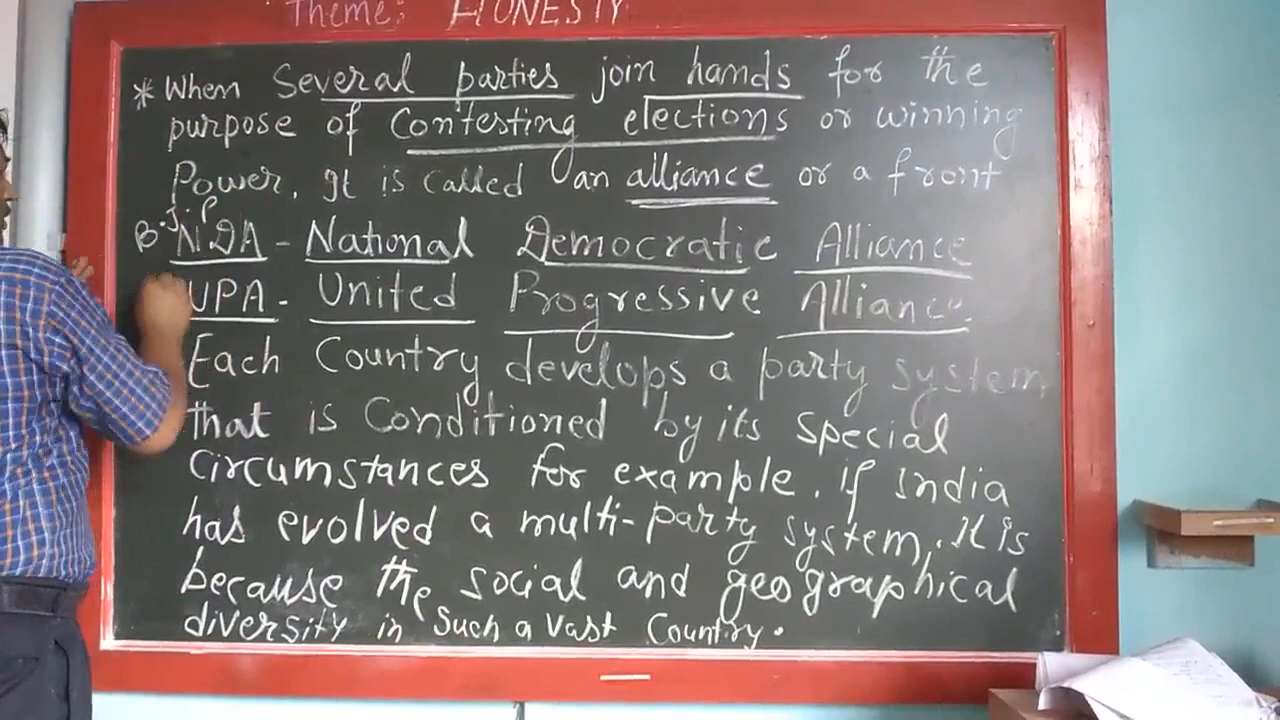 Theme: HONESTY
* When Several parties join hands for the
purpose of Contesting elections or winning
Power, It is called an alliance or a front
B.J.P
NDA - National Democratic Alliance
UPA - United Progressive Alliance
Each Country develops a party system
that is Conditioned by its special
Circumstances for example. if India
has evolved a multi-party system, It is
because the social and geographical
diversity in Such a Vast Country.